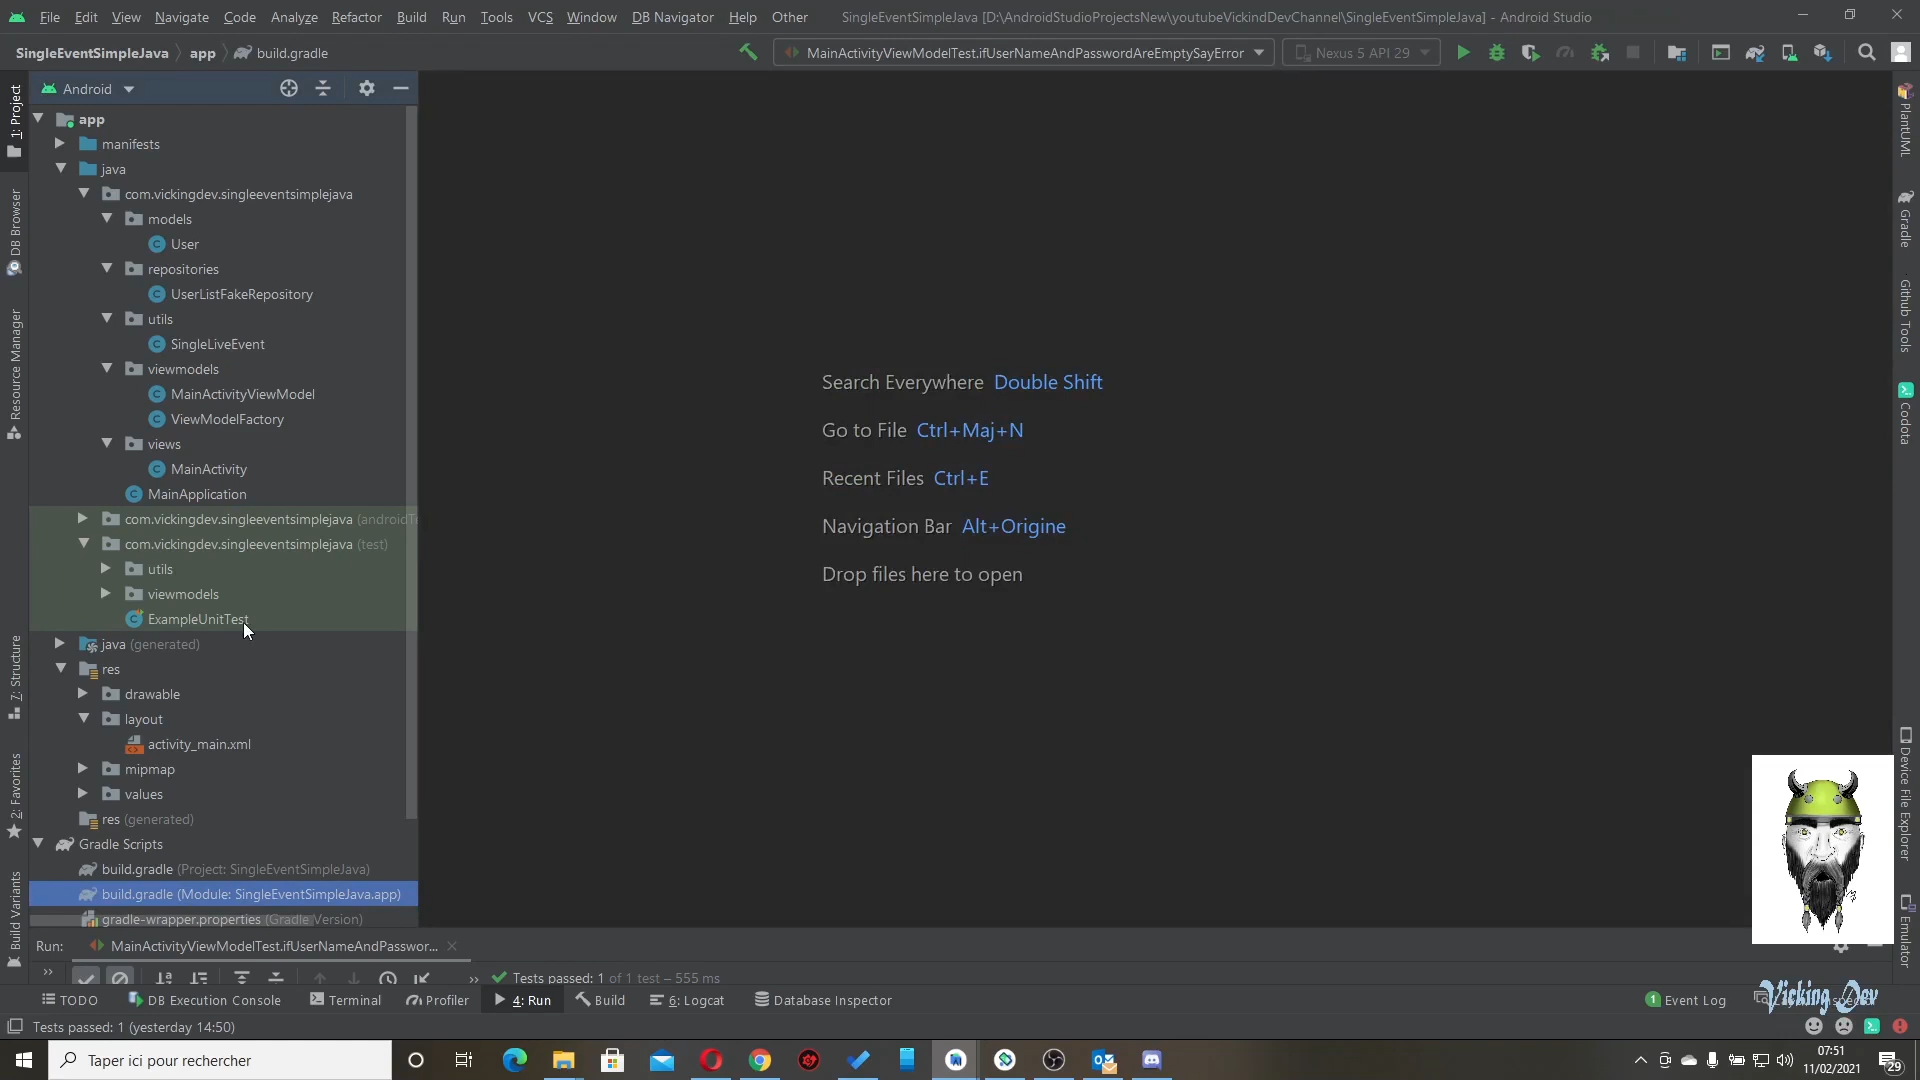 File Edit View Navigate Code Analyze Refactor Build Run Tools VCS Window DB Navigator Help Other SingleEventSimpleJava [D:\AndroidStudioProjectsNew\youtubeVickindDevChannel\SingleEventSimpleJava] - Android Studio
SingleEventSimpleJava app build.gradle MainActivityViewModelTest.ifUserNameAndPasswordAreEmptySayError Nexus 5 API 29
Android
app
manifests
java
com.vickingdev.singleeventsimplejava
models
User
repositories
UserListFakeRepository
utils
SingleLiveEvent
viewmodels
MainActivityViewModel
ViewModelFactory
views
MainActivity
MainApplication
com.vickingdev.singleeventsimplejava (androidT
com.vickingdev.singleeventsimplejava (test)
utils
viewmodels
ExampleUnitTest
java (generated)
res
drawable
layout
activity_main.xml
mipmap
values
res (generated)
Gradle Scripts
build.gradle (Project: SingleEventSimpleJava)
build.gradle (Module: SingleEventSimpleJava.app)
gradle-wrapper.properties (Gradle Version)
1: Project
DB Browser
Resource Manager
7: Structure
2: Favorites
Build Variants
Search Everywhere Double Shift
Go to File Ctrl+Maj+N
Recent Files Ctrl+E
Navigation Bar Alt+Origine
Drop files here to open
PlantUML
Gradle
Github Tools
Codota
Device File Explorer
Emulator
Run: MainActivityViewModelTest.ifUserNameAndPasswor...
Tests passed: 1 of 1 test – 555 ms
TODO DB Execution Console Terminal Profiler 4: Run Build 6: Logcat Database Inspector 1 Event Log
Vicking Dev
Tests passed: 1 (yesterday 14:50)
Taper ici pour rechercher
07:51
11/02/2021
29